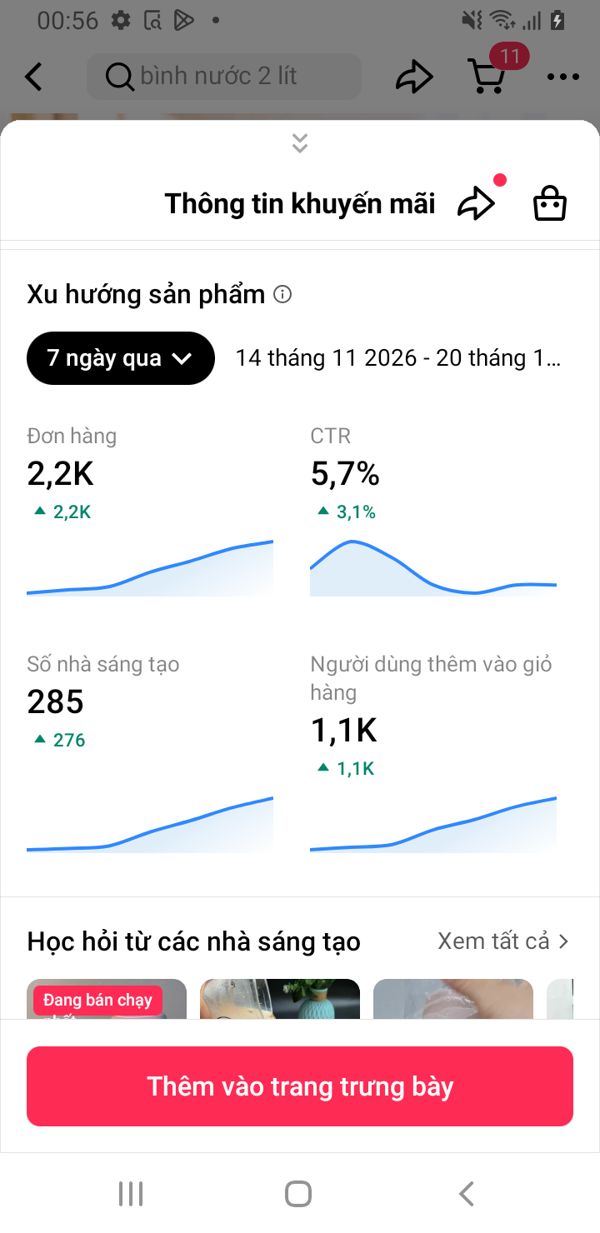 00:56
bình nước 2 lít
11
Thông tin khuyến mãi
Xu hướng sản phẩm
7 ngày qua
14 tháng 11 2026 - 20 tháng 1...
Đơn hàng
2,2K
2,2K
CTR
5,7%
3,1%
Số nhà sáng tạo
285
276
Người dùng thêm vào giỏ
hàng
1,1K
1,1K
Học hỏi từ các nhà sáng tạo
Xem tất cả
Đang bán chạy
Thêm vào trang trưng bày